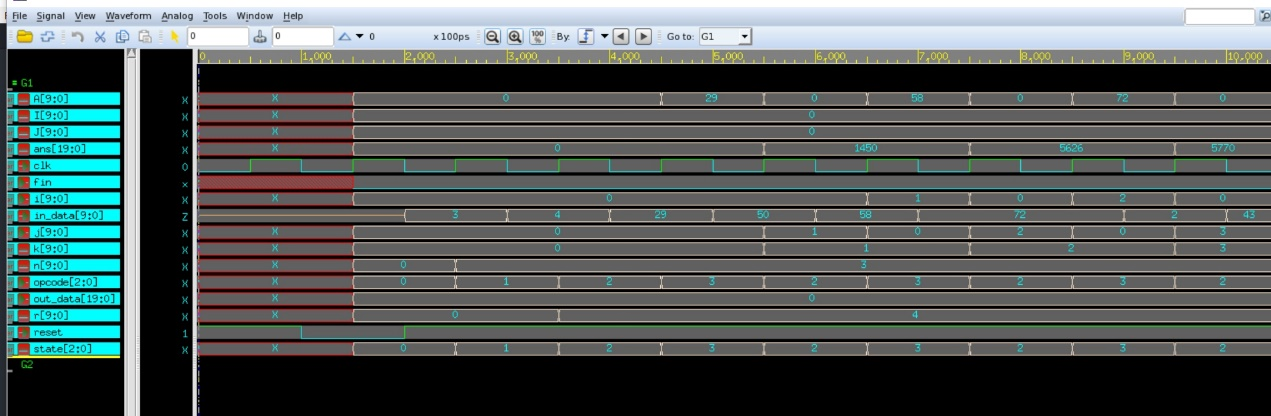 File Signal View Waveform Analog Tools Window Help
0 0 0 x 100ps 100 % By: Go to: G1
0 1,000 2,000 3,000 4,000 5,000 6,000 7,000 8,000 9,000 10,000
= G1
A[9:0] X X 0 29 0 58 0 72 0
I[9:0] X X 0
J[9:0] X X 0
ans[19:0] X X 0 1450 5626 5770
clk 0
fin x
i[9:0] X X 0 1 0 2 0
in_data[9:0] Z 3 4 29 50 58 72 2 43
j[9:0] X X 0 1 0 2 0 3
k[9:0] X X 0 1 2 3
n[9:0] X X 0 3
opcode[2:0] X X 0 1 2 3 2 3 2 3 2
out_data[19:0] X X 0
r[9:0] X X 0 4
reset 1
state[2:0] X X 0 1 2 3 2 3 2 3 2
G2